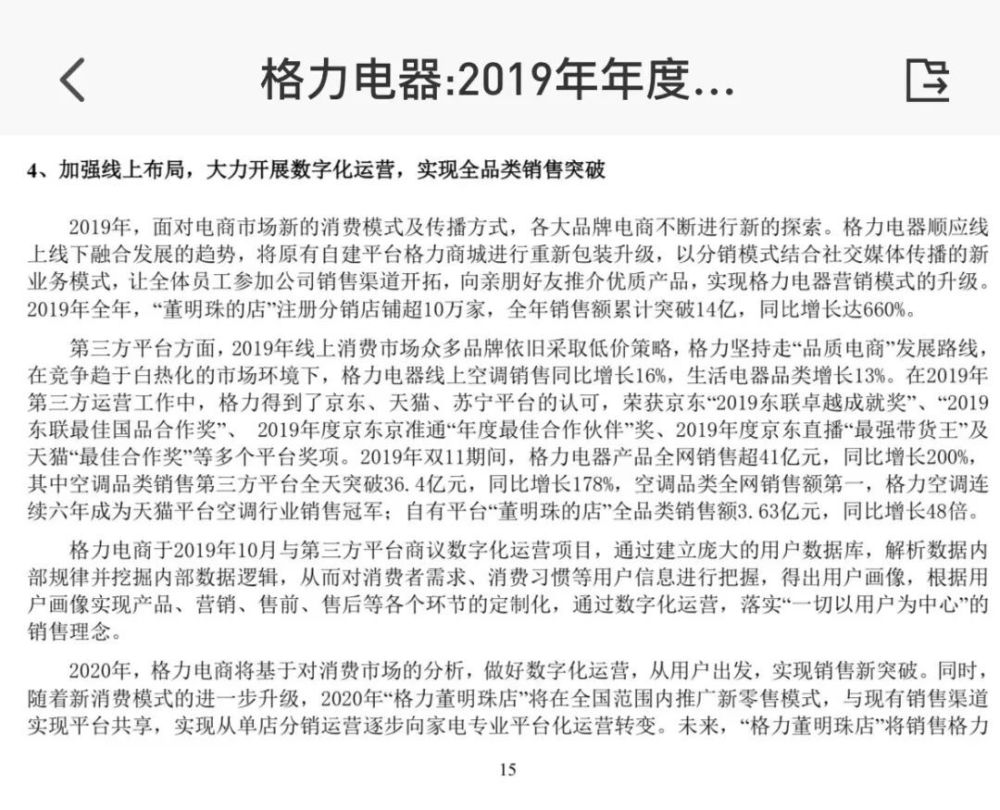 格力电器:2019年年度...
4、加强线上布局，大力开展数字化运营，实现全品类销售突破
2019年，面对电商市场新的消费模式及传播方式，各大品牌电商不断进行新的探索。格力电器顺应线
上线下融合发展的趋势，将原有自建平台格力商城进行重新包装升级，以分销模式结合社交媒体传播的新
业务模式，让全体员工参加公司销售渠道开拓，向亲朋好友推介优质产品，实现格力电器营销模式的升级。
2019年全年，“董明珠的店”注册分销店铺超10万家，全年销售额累计突破14亿，同比增长达660%。
第三方平台方面，2019年线上消费市场众多品牌依旧采取低价策略，格力坚持走“品质电商”发展路线，
在竞争趋于白热化的市场环境下，格力电器线上空调销售同比增长16%，生活电器品类增长13%。在2019年
第三方运营工作中，格力得到了京东、天猫、苏宁平台的认可，荣获京东“2019东联卓越成就奖”、“2019
东联最佳国品合作奖”、 2019年度京东京准通“年度最佳合作伙伴”奖、2019年度京东直播“最强带货王”及
天猫“最佳合作奖”等多个平台奖项。2019年双11期间，格力电器产品全网销售超41亿元，同比增长200%，
其中空调品类销售第三方平台全天突破36.4亿元，同比增长178%，空调品类全网销售额第一，格力空调连
续六年成为天猫平台空调行业销售冠军；自有平台“董明珠的店”全品类销售额3.63亿元，同比增长48倍。
格力电商于2019年10月与第三方平台商议数字化运营项目，通过建立庞大的用户数据库，解析数据内
部规律并挖掘内部数据逻辑，从而对消费者需求、消费习惯等用户信息进行把握，得出用户画像，根据用
户画像实现产品、营销、售前、售后等各个环节的定制化，通过数字化运营，落实“一切以用户为中心”的
销售理念。
2020年，格力电商将基于对消费市场的分析，做好数字化运营，从用户出发，实现销售新突破。同时，
随着新消费模式的进一步升级，2020年“格力董明珠店”将在全国范围内推广新零售模式，与现有销售渠道
实现平台共享，实现从单店分销运营逐步向家电专业平台化运营转变。未来，“格力董明珠店”将销售格力
15